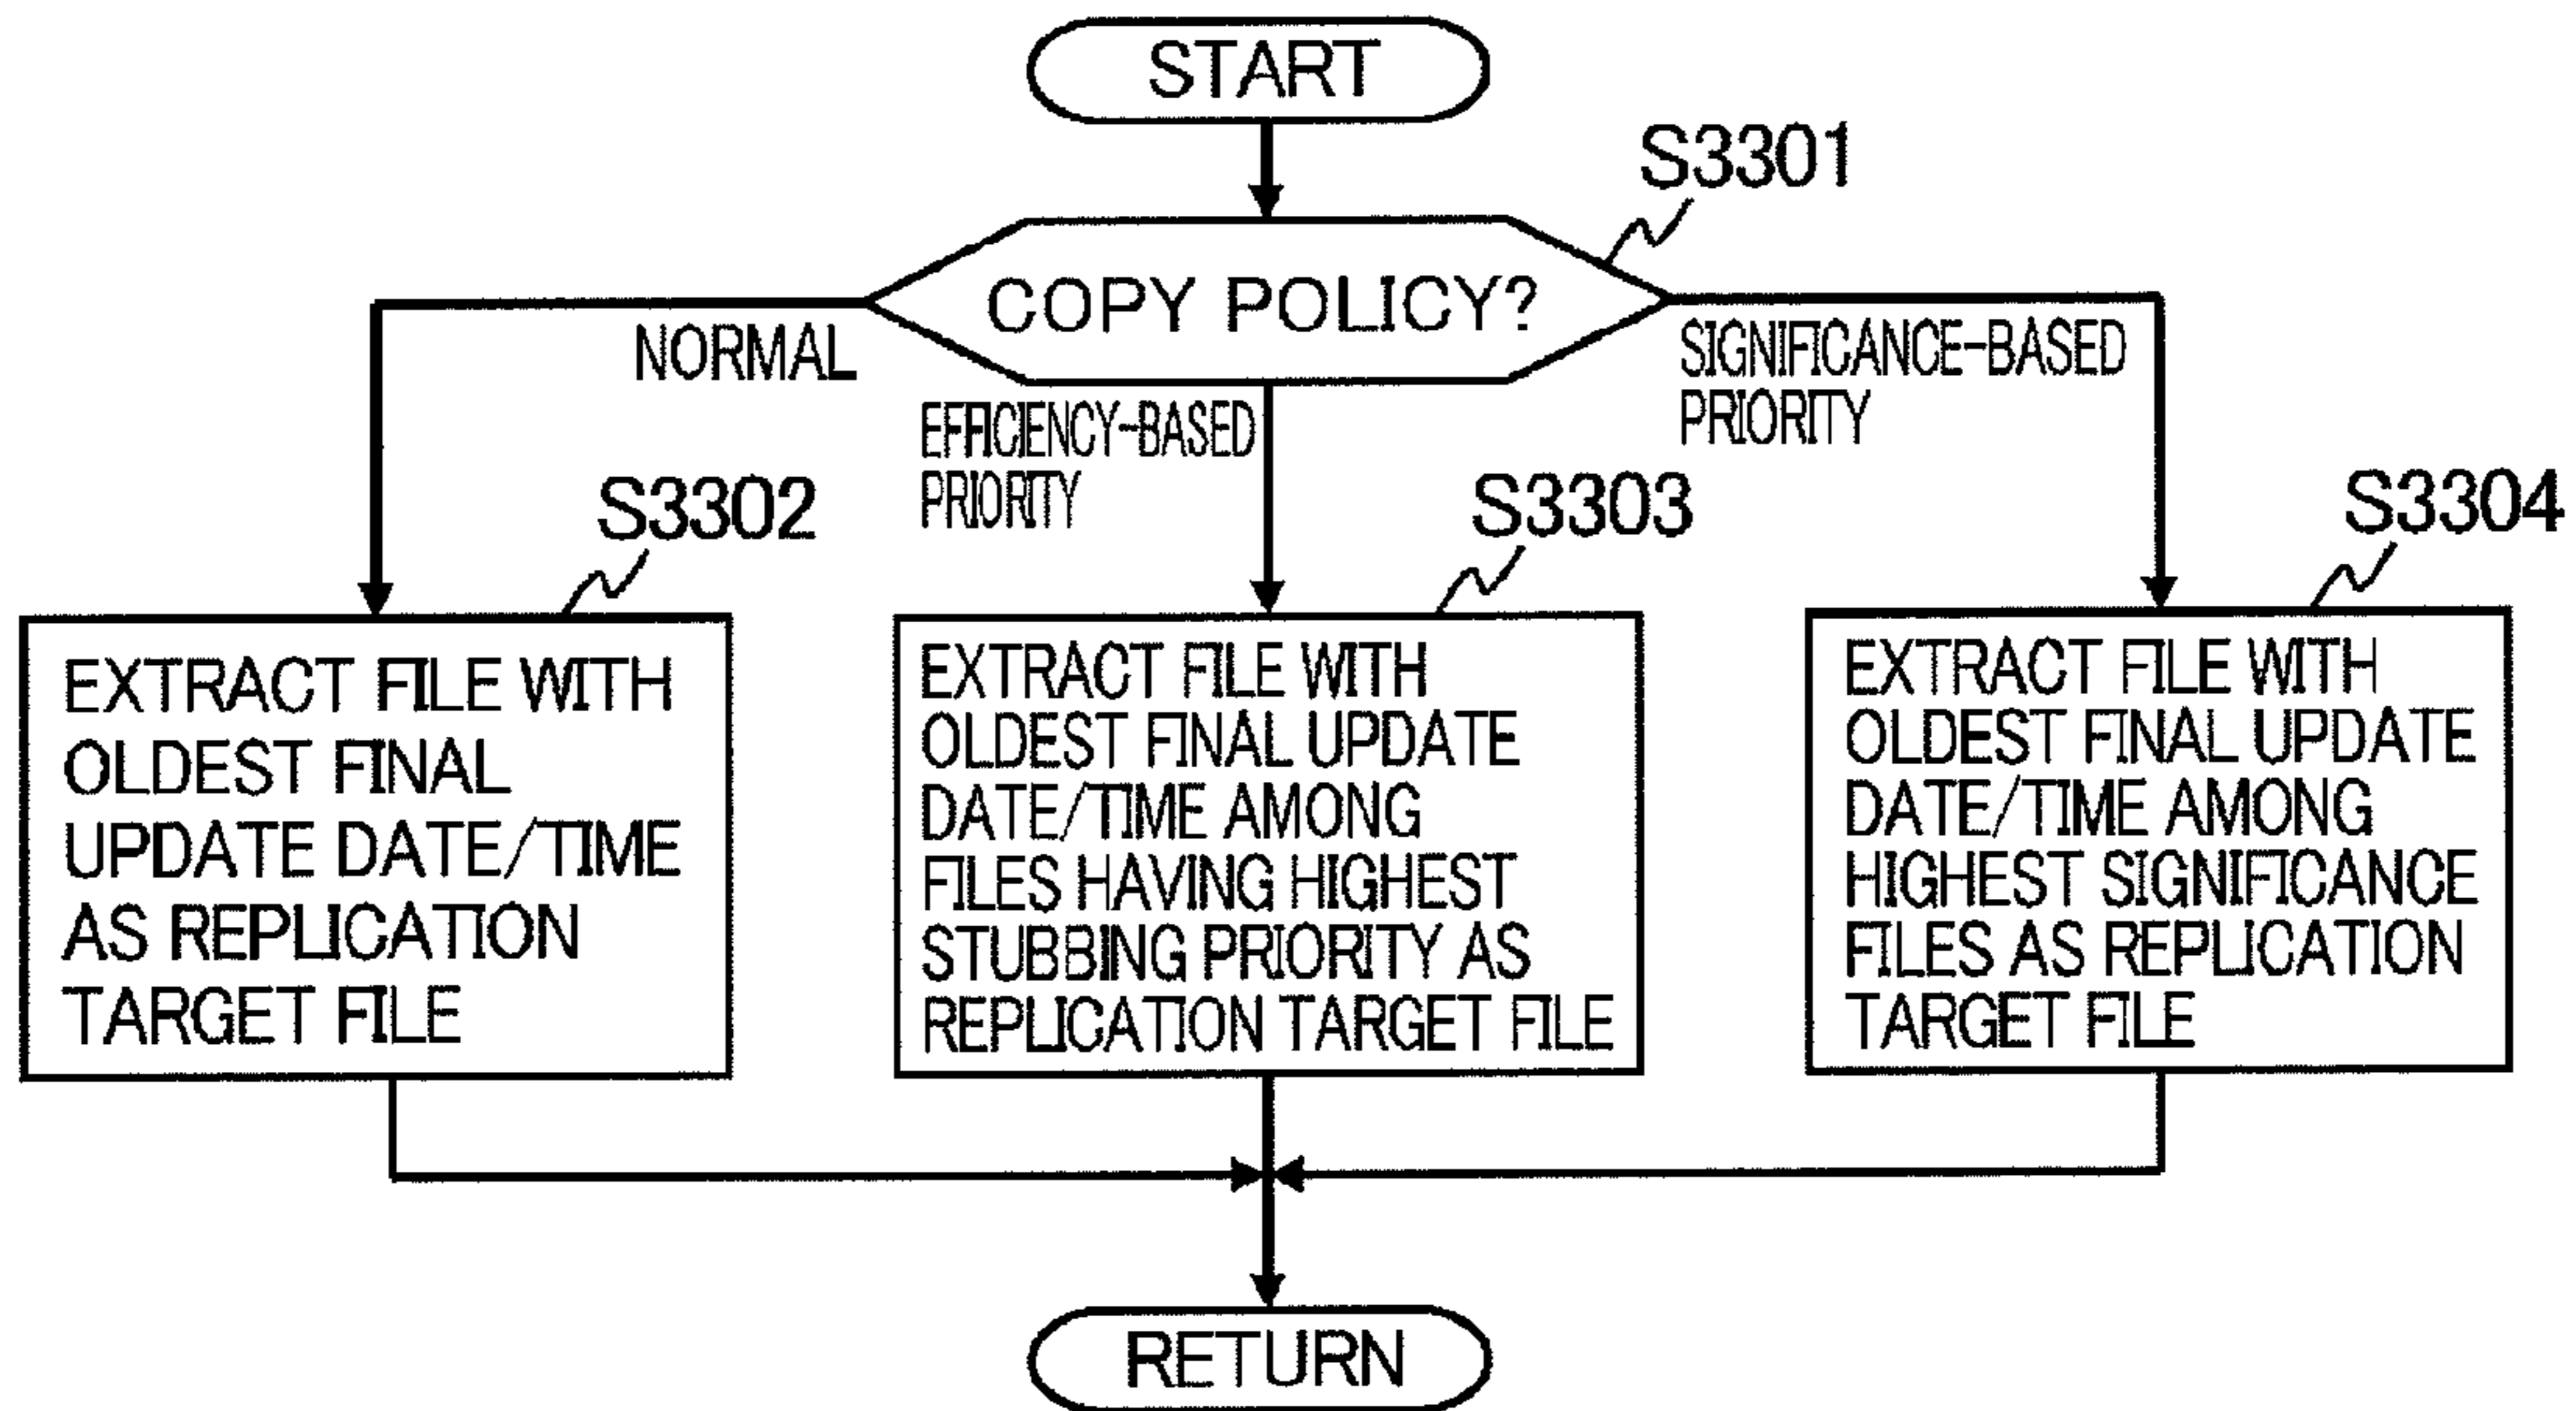 START
S3301
COPY POLICY?
NORMAL
EFFICIENCY-BASED
PRIORITY
SIGNIFICANCE-BASED
PRIORITY
S3302
EXTRACT FILE WITH
OLDEST FINAL
UPDATE DATE/TIME
AS REPLICATION
TARGET FILE
S3303
EXTRACT FILE WITH
OLDEST FINAL UPDATE
DATE/TIME AMONG
FILES HAVING HIGHEST
STUBBING PRIORITY AS
REPLICATION TARGET FILE
S3304
EXTRACT FILE WITH
OLDEST FINAL UPDATE
DATE/TIME AMONG
HIGHEST SIGNIFICANCE
FILES AS REPLICATION
TARGET FILE
RETURN